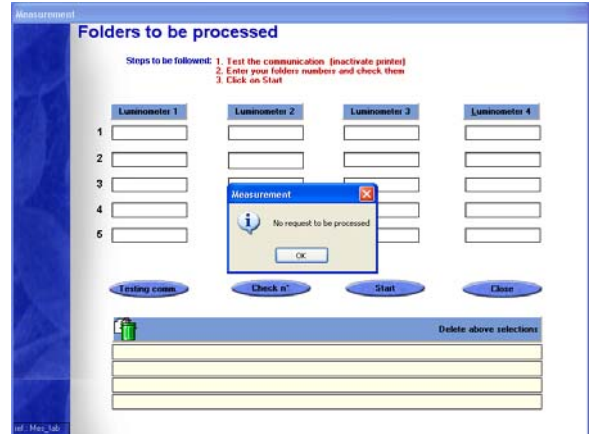 Measurement
Folders to be processed
Steps to be followed: 1. Test the communication (inactivate printer)
2. Enter your folders numbers and check them
3. Click on Start
Luminometer 1 Luminometer 2 Luminometer 3 Luminometer 4
1
2
3
4
5
Measurement
No request to be processed
OK
Testing comm. Check n° Start Close
Delete above selections
ref.: Mes_lab